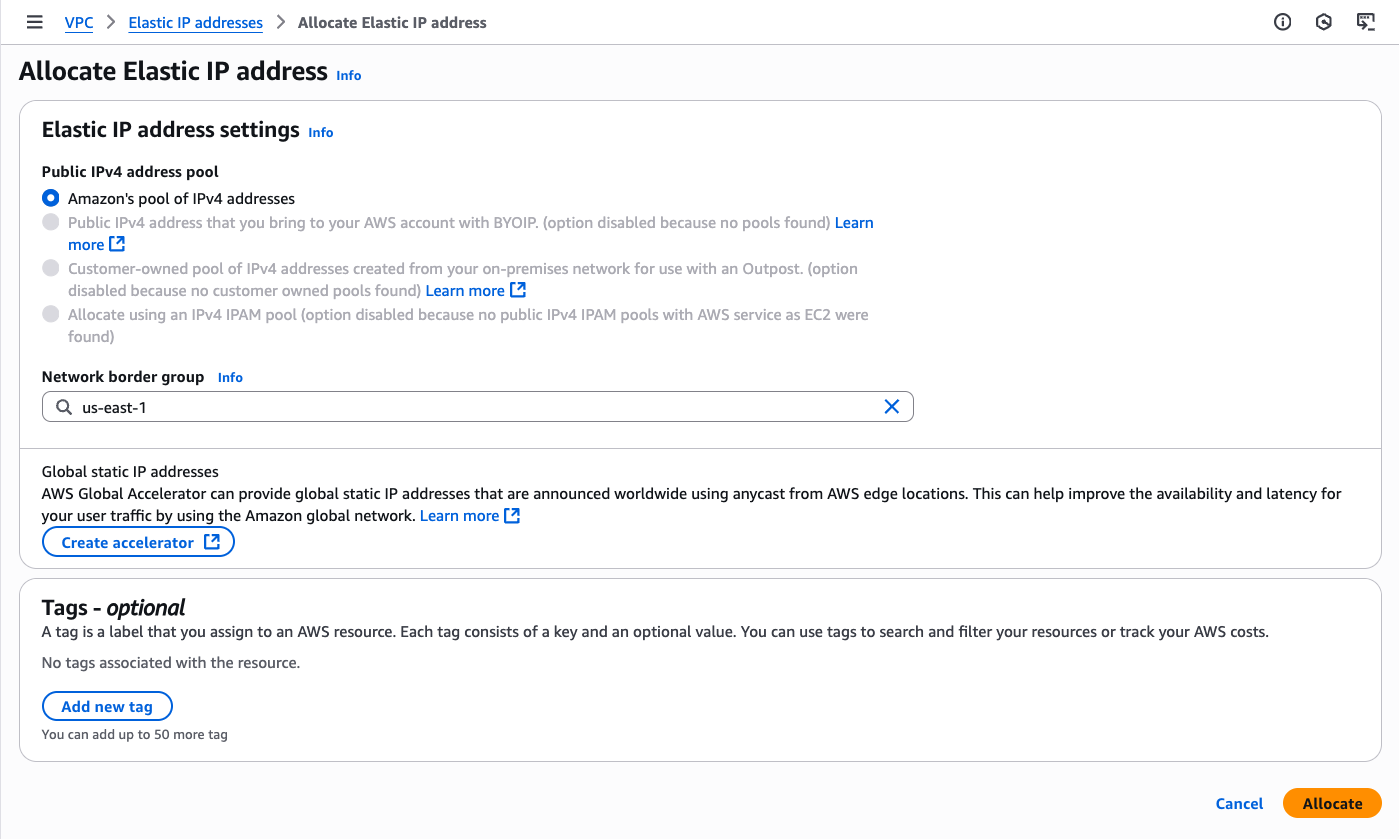 VPC > Elastic IP addresses > Allocate Elastic IP address
Allocate Elastic IP address Info
Elastic IP address settings Info
Public IPv4 address pool
Amazon's pool of IPv4 addresses
Public IPv4 address that you bring to your AWS account with BYOIP. (option disabled because no pools found) Learn
more
Customer-owned pool of IPv4 addresses created from your on-premises network for use with an Outpost. (option
disabled because no customer owned pools found) Learn more
Allocate using an IPv4 IPAM pool (option disabled because no public IPv4 IPAM pools with AWS service as EC2 were
found)
Network border group Info
us-east-1
Global static IP addresses
AWS Global Accelerator can provide global static IP addresses that are announced worldwide using anycast from AWS edge locations. This can help improve the availability and latency for
your user traffic by using the Amazon global network. Learn more
Create accelerator
Tags - optional
A tag is a label that you assign to an AWS resource. Each tag consists of a key and an optional value. You can use tags to search and filter your resources or track your AWS costs.
No tags associated with the resource.
Add new tag
You can add up to 50 more tag
Cancel Allocate